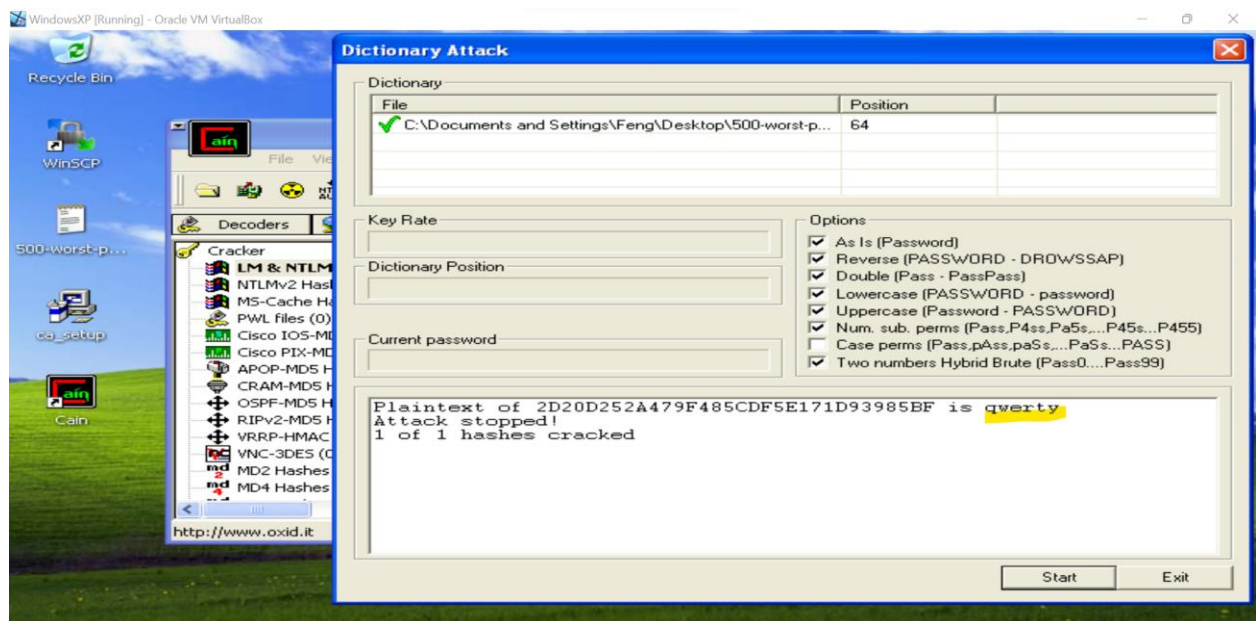 WindowsXP [Running] - Oracle VM VirtualBox
Recycle Bin
WinSCP
500-worst-p...
ca_setup
Cain
aín
File Vie
Decoders
Cracker
LM & NTLM
NTLMv2 Hasl
MS-Cache Ha
PWL files (0)
Cisco IOS-MD
Cisco PIX-MD
APOP-MD5 H
CRAM-MD5 H
OSPF-MD5 H
RIPv2-MD5 H
VRRP-HMAC
VNC-3DES (0
MD2 Hashes
MD4 Hashes
http://www.oxid.it
Dictionary Attack
Dictionary
File Position
C:\Documents and Settings\Feng\Desktop\500-worst-p... 64
Key Rate
Dictionary Position
Current password
Options
As Is (Password)
Reverse (PASSWORD - DROWSSAP)
Double (Pass - PassPass)
Lowercase (PASSWORD - password)
Uppercase (Password - PASSWORD)
Num. sub. perms (Pass,P4ss,Pa5s,...P45s...P455)
Case perms (Pass,pAss,paSs,...PaSs...PASS)
Two numbers Hybrid Brute (Pass0....Pass99)
Plaintext of 2D20D252A479F485CDF5E171D93985BF is qwerty
Attack stopped!
1 of 1 hashes cracked
Start Exit